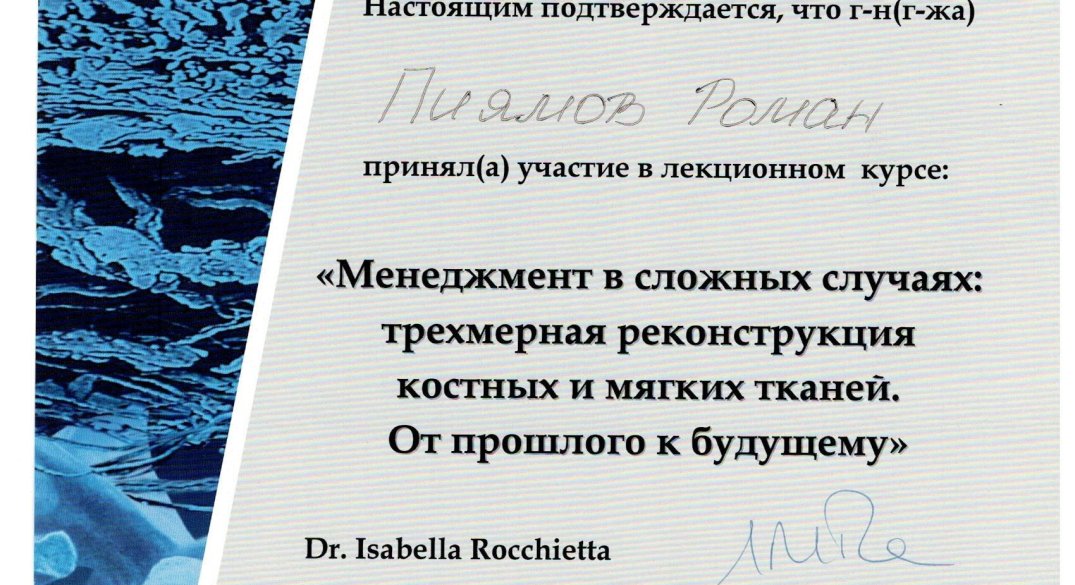 Настоящим подтверждается, что г-н(г-жа)
Пиямов Роман
принял(а) участие в лекционном курсе:
«Менеджмент в сложных случаях:
трехмерная реконструкция
костных и мягких тканей.
От прошлого к будущему»
Dr. Isabella Rocchietta